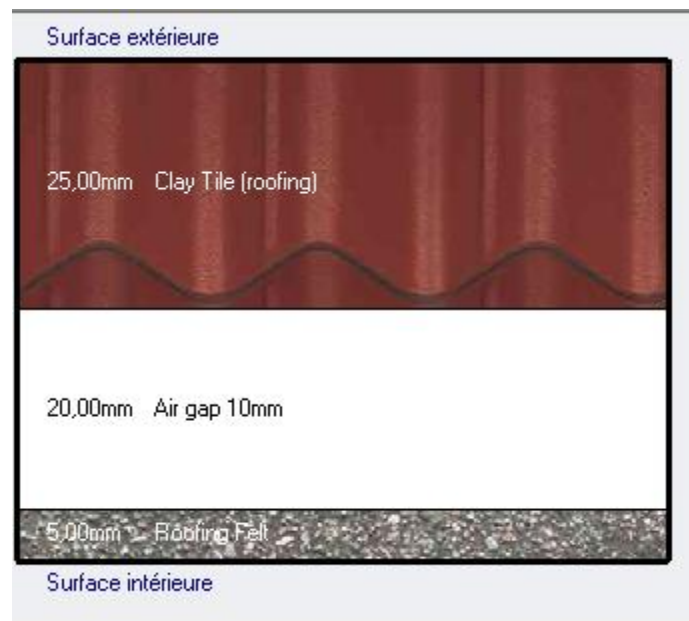 Surface extérieure
25,00mm Clay Tile (roofing)
20,00mm Air gap 10mm
5,00mm Roofing Felt
Surface intérieure